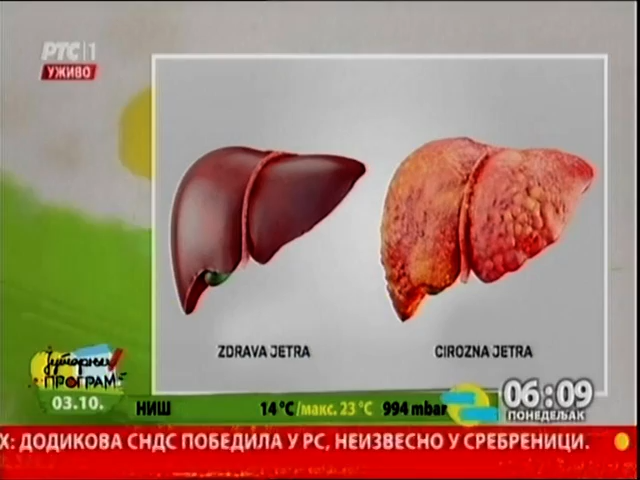 РТС|1
УЖИВО
ZDRAVA JETRA
CIROZNA JETRA
Јутарњи
ПРОГРАМ
03.10.
НИШ 14 °C /макс. 23 °C 994 mbar
06:09
ПОНЕДЕЉАК
Х: ДОДИКОВА СНДС ПОБЕДИЛА У РС, НЕИЗВЕСНО У СРЕБРЕНИЦИ.